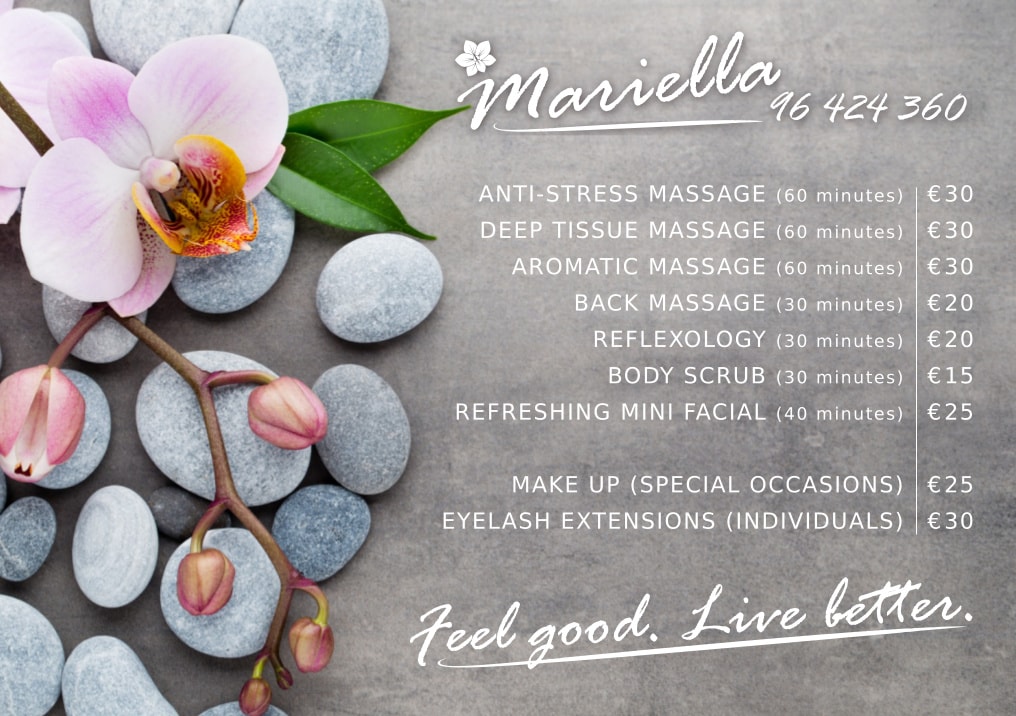 Mariella
96 424 360
ANTI-STRESS MASSAGE (60 minutes) €30
DEEP TISSUE MASSAGE (60 minutes) €30
AROMATIC MASSAGE (60 minutes) €30
BACK MASSAGE (30 minutes) €20
REFLEXOLOGY (30 minutes) €20
BODY SCRUB (30 minutes) €15
REFRESHING MINI FACIAL (40 minutes) €25
MAKE UP (SPECIAL OCCASIONS) €25
EYELASH EXTENSIONS (INDIVIDUALS) €30
Feel good. Live better.